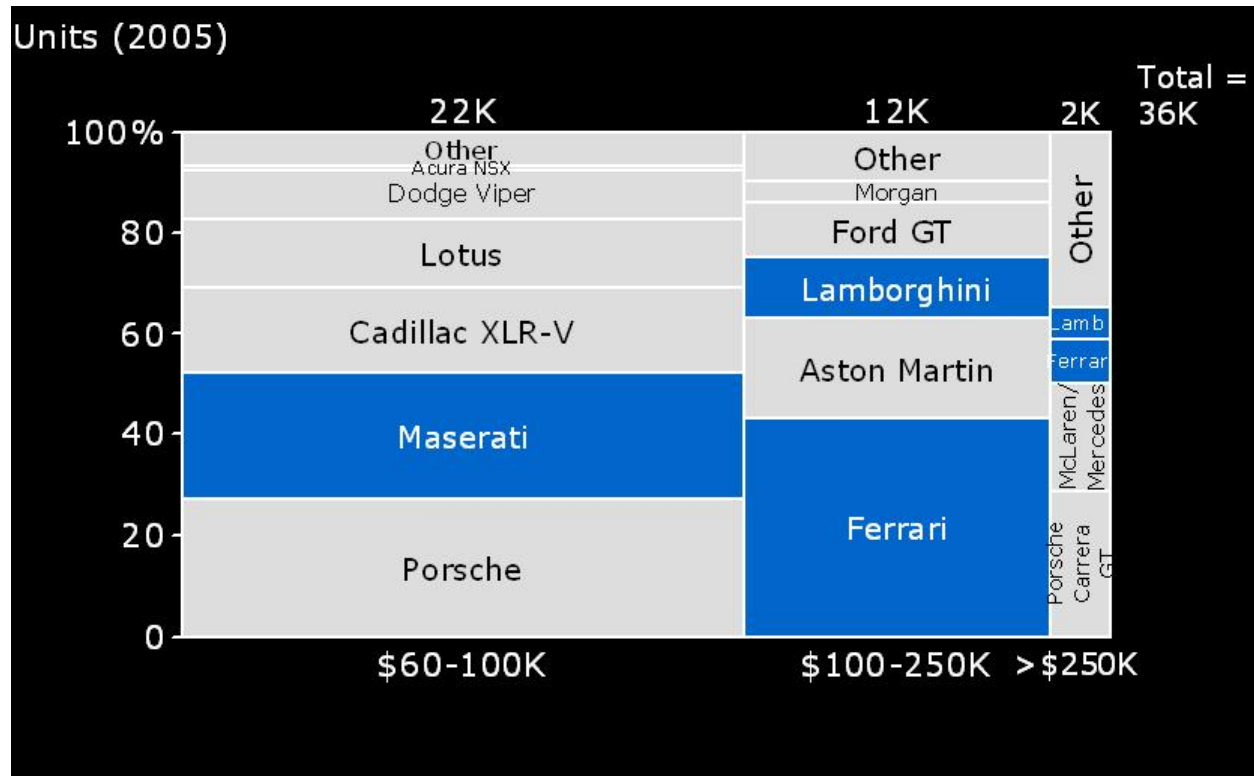 Units (2005)
Total =
36K
22K
12K
2K
100%
80
60
40
20
0
Other
Acura NSX
Dodge Viper
Lotus
Cadillac XLR-V
Maserati
Porsche
Other
Morgan
Ford GT
Lamborghini
Aston Martin
Ferrari
Other
Lamb
Ferrar
McLaren/
Mercedes
Porsche
Carrera
GT
$60-100K
$100-250K
>$250K